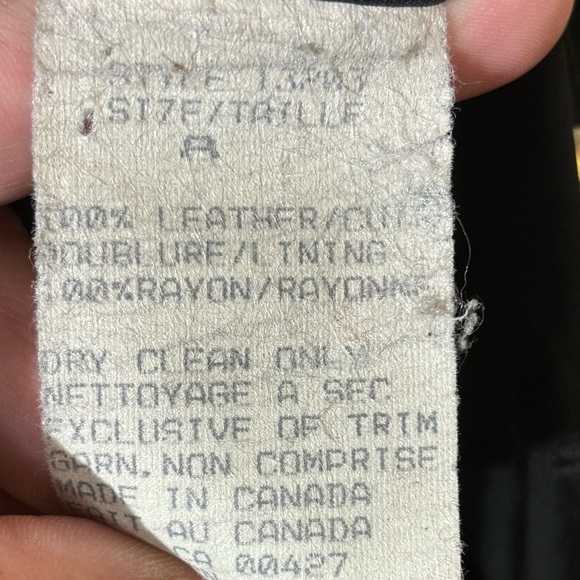 STYLE
SIZE/TAILLE
100% LEATHER/CUIR
DOUBLURE/LINING
100%RAYON/RAYONNE
DRY CLEAN ONLY
NETTOYAGE A SEC
EXCLUSIVE OF TRIM
GARN.NON COMPRISE
MADE IN CANADA
FAIT AU CANADA
CA 00427